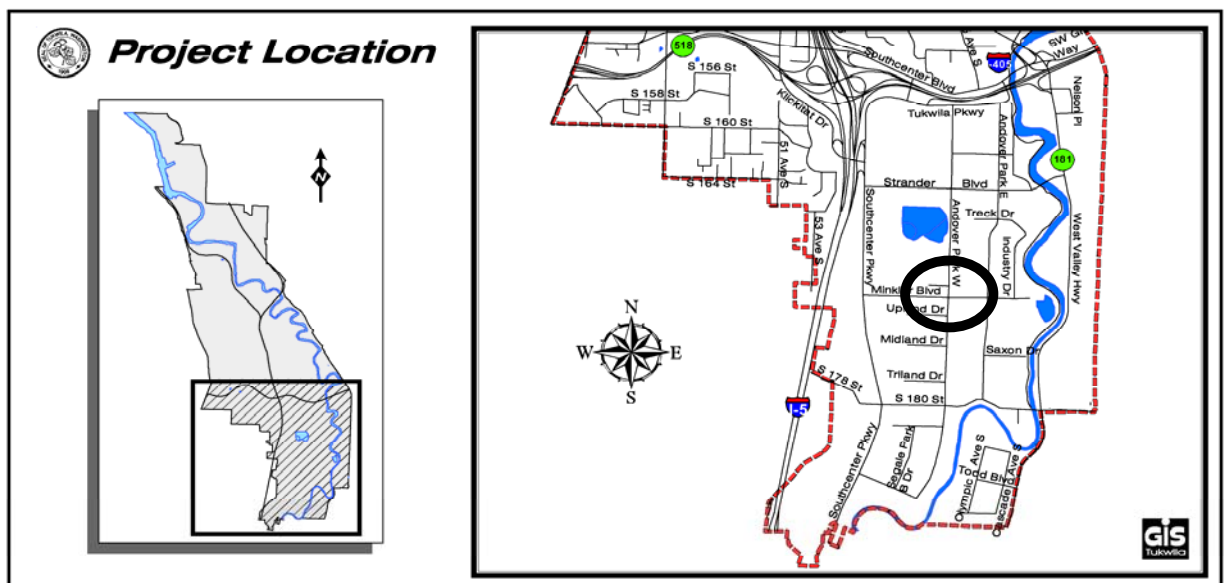 Project Location
N
518
S 156 St
S 158 St
S 160 St
S 164 St
Klickitat Dr
51 Ave S
53 Ave S
Southcenter Blvd
I-405
SW Gr
Way
Nelson Pl
Tukwila Pkwy
Andover Park E
181
Strander Blvd
Southcenter Pkwy
Andover Park W
Treck Dr
Industry Dr
West Valley Hwy
Minkler Blvd
Upland Dr
Midland Dr
Saxon Dr
Triland Dr
S 178 St
S 180 St
I-5
N
W
E
S
Southcenter Pkwy
Segale Park
B Dr
Olympic Ave S
Todd Blvd
Cascade Ave S
GIS
Tukwila